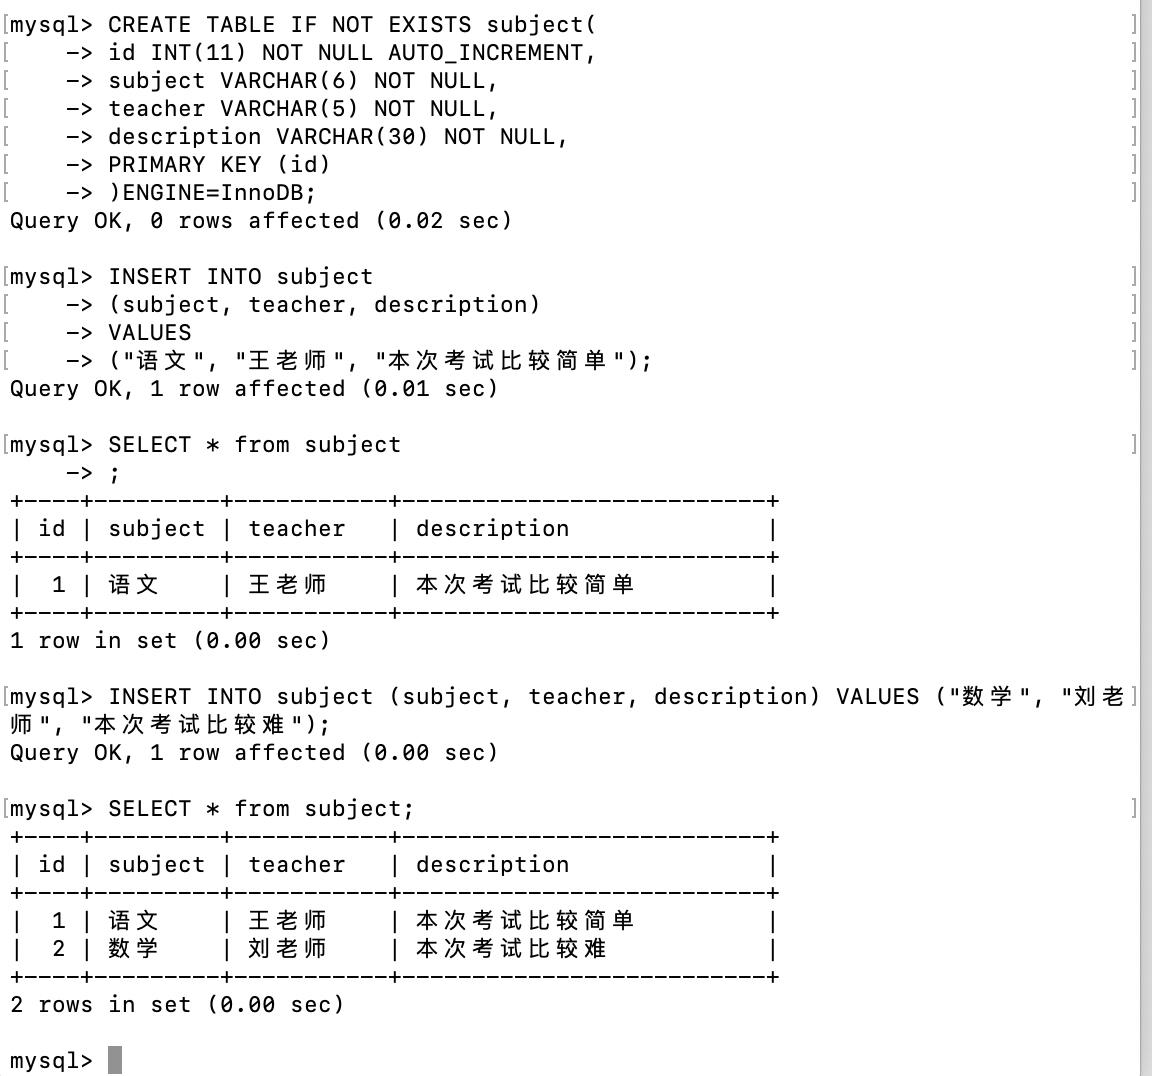 [mysql> CREATE TABLE IF NOT EXISTS subject( ]
[    -> id INT(11) NOT NULL AUTO_INCREMENT, ]
[    -> subject VARCHAR(6) NOT NULL, ]
[    -> teacher VARCHAR(5) NOT NULL, ]
[    -> description VARCHAR(30) NOT NULL, ]
[    -> PRIMARY KEY (id) ]
[    -> )ENGINE=InnoDB; ]
Query OK, 0 rows affected (0.02 sec)

[mysql> INSERT INTO subject ]
[    -> (subject, teacher, description) ]
[    -> VALUES ]
[    -> ("语文", "王老师", "本次考试比较简单"); ]
Query OK, 1 row affected (0.01 sec)

[mysql> SELECT * from subject ]
    -> ;
+----+---------+-----------+--------------------------+
| id | subject | teacher   | description              |
+----+---------+-----------+--------------------------+
|  1 | 语文    | 王老师    | 本次考试比较简单         |
+----+---------+-----------+--------------------------+
1 row in set (0.00 sec)

[mysql> INSERT INTO subject (subject, teacher, description) VALUES ("数学", "刘老]
师", "本次考试比较难");
Query OK, 1 row affected (0.00 sec)

[mysql> SELECT * from subject; ]
+----+---------+-----------+--------------------------+
| id | subject | teacher   | description              |
+----+---------+-----------+--------------------------+
|  1 | 语文    | 王老师    | 本次考试比较简单         |
|  2 | 数学    | 刘老师    | 本次考试比较难           |
+----+---------+-----------+--------------------------+
2 rows in set (0.00 sec)

mysql>